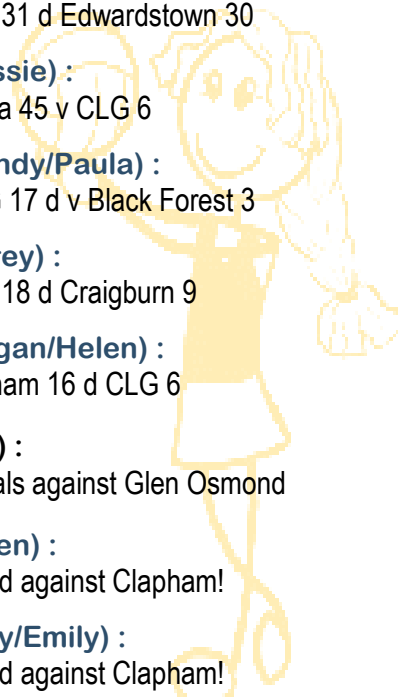 31 d Edwardstown 30
ssie) :
a 45 v CLG 6
ndy/Paula) :
17 d v Black Forest 3
rey) :
18 d Craigburn 9
gan/Helen) :
am 16 d CLG 6
) :
als against Glen Osmond
en) :
d against Clapham!
y/Emily) :
d against Clapham!